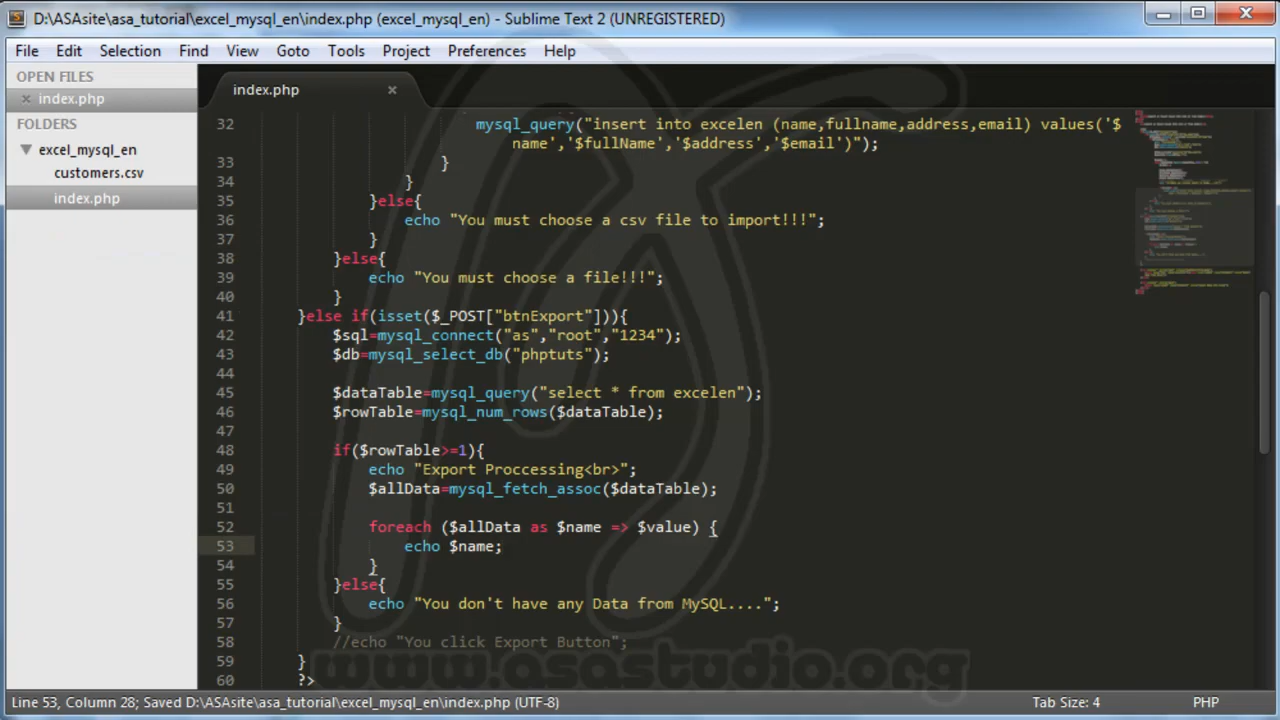 D:\ASAsite\asa_tutorial\excel_mysql_en\index.php (excel_mysql_en) - Sublime Text 2 (UNREGISTERED)
File Edit Selection Find View Goto Tools Project Preferences Help
OPEN FILES
× index.php
FOLDERS
excel_mysql_en
customers.csv
index.php
index.php ×
32 mysql_query("insert into excelen (name,fullname,address,email) values('$
name','$fullName','$address','$email')");
33 }
34 }
35 }else{
36 echo "You must choose a csv file to import!!!";
37 }
38 }else{
39 echo "You must choose a file!!!";
40 }
41 }else if(isset($_POST["btnExport"])){
42 $sql=mysql_connect("as","root","1234");
43 $db=mysql_select_db("phptuts");
44
45 $dataTable=mysql_query("select * from excelen");
46 $rowTable=mysql_num_rows($dataTable);
47
48 if($rowTable>=1){
49 echo "Export Proccessing<br>";
50 $allData=mysql_fetch_assoc($dataTable);
51
52 foreach ($allData as $name => $value) {
53 echo $name;
54 }
55 }else{
56 echo "You don't have any Data from MySQL....";
57 }
58 //echo "You click Export Button";
59 }
60 ?>
www.asastudio.org
Line 53, Column 28; Saved D:\ASAsite\asa_tutorial\excel_mysql_en\index.php (UTF-8) Tab Size: 4 PHP